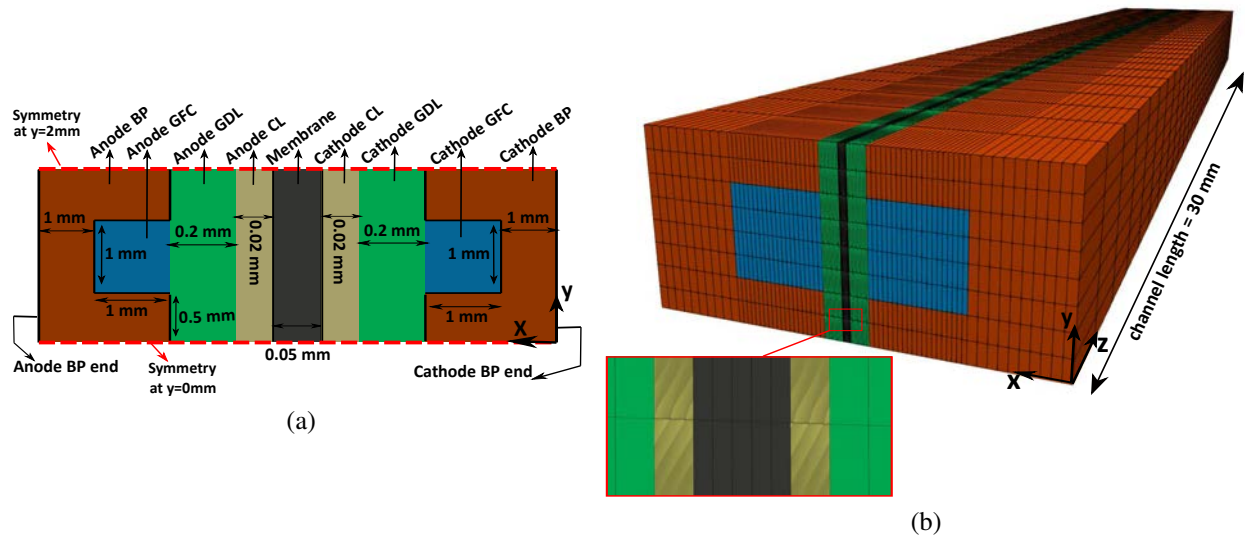 Symmetry
at y=2mm
Anode BP
Anode GFC
Anode GDL
Anode CL
Membrane
Cathode CL
Cathode GDL
Cathode GFC
Cathode BP
1 mm
1 mm
1 mm
0.2 mm
0.5 mm
0.02 mm
0.05 mm
0.02 mm
0.2 mm
1 mm
1 mm
1 mm
y
X
Anode BP end
Symmetry
at y=0mm
Cathode BP end
(a)
channel length = 30 mm
y
z
x
(b)